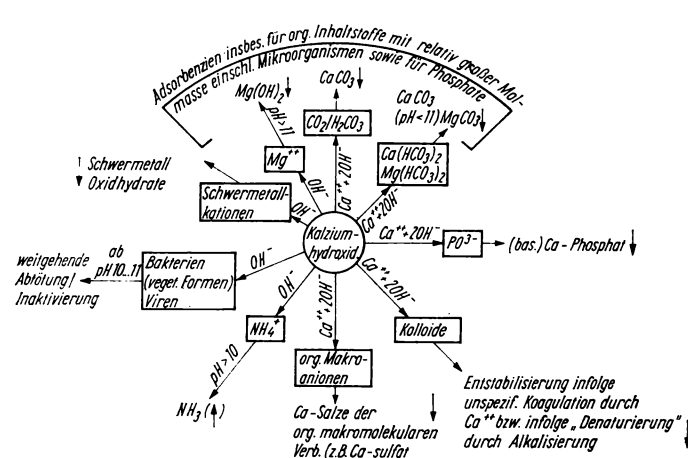 Adsorbenzien insbes. für org. Inhaltstoffe mit relativ großer Mol-
masse einschl. Mikroorganismen sowie für Phosphate
Mg(OH)₂↓
CaCO₃↓
CaCO₃
(pH<11) MgCO₃↓
pH>11
CO₂/H₂CO₃
Mg⁺⁺
Ca(HCO₃)₂
Mg(HCO₃)₂
↑ Schwermetall
↓ Oxidhydrate
Schwermetall-
kationen
OH⁻
OH⁻
Ca⁺⁺+2OH⁻
Ca⁺⁺+2OH⁻
Kalzium-
hydroxid
Ca⁺⁺+2OH⁻
PO³⁻
(bas.) Ca-Phosphat ↓
weitgehende
Abtötung/
Inaktivierung
ab
pH 10..11
Bakterien
(veget. Formen)
Viren
OH⁻
OH⁻
Ca⁺⁺+2OH⁻
Ca⁺⁺+2OH⁻
NH₄⁺
pH>10
NH₃(↑)
org. Makro-
anionen
Ca-Salze der
org. makromolekularen
Verb. (z.B. Ca-sulfat
↓
Kolloide
Entstabilisierung infolge
unspezif. Koagulation durch
Ca⁺⁺ bzw. infolge „Denaturierung"
durch Alkalisierung
↓